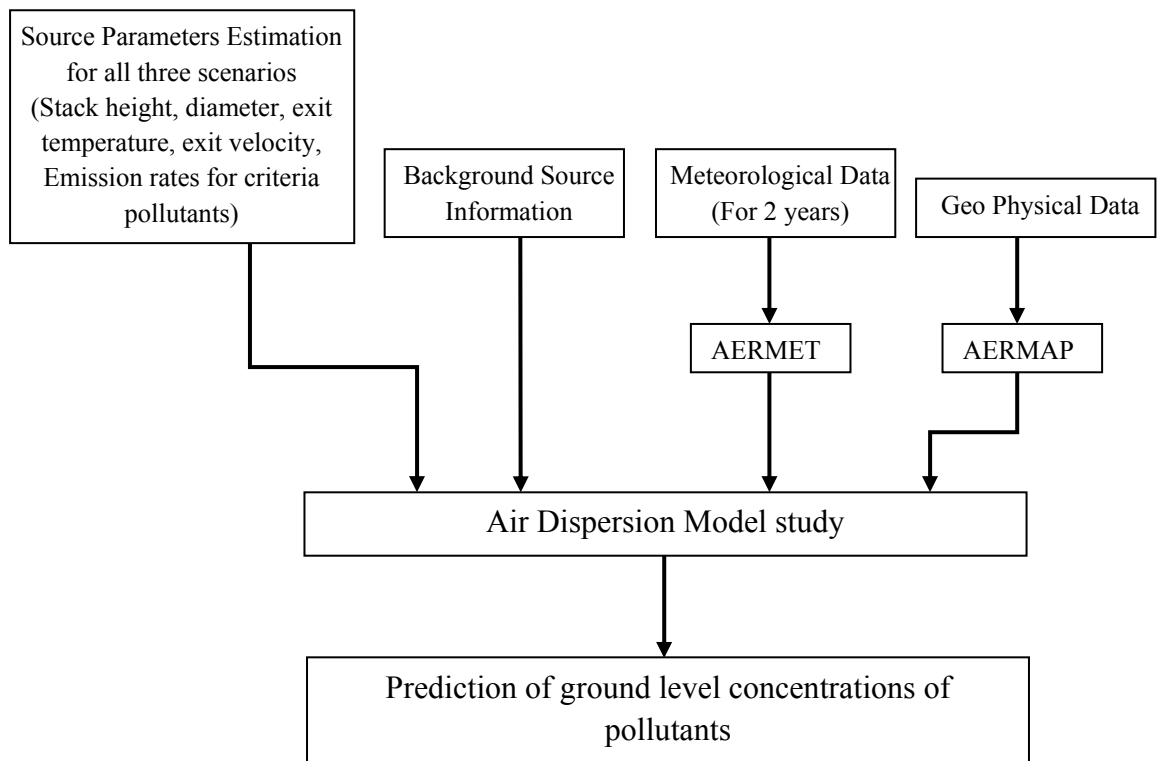 Source Parameters Estimation
for all three scenarios
(Stack height, diameter, exit
temperature, exit velocity,
Emission rates for criteria
pollutants)
Background Source
Information
Meteorological Data
(For 2 years)
Geo Physical Data
AERMET
AERMAP
Air Dispersion Model study
Prediction of ground level concentrations of
pollutants